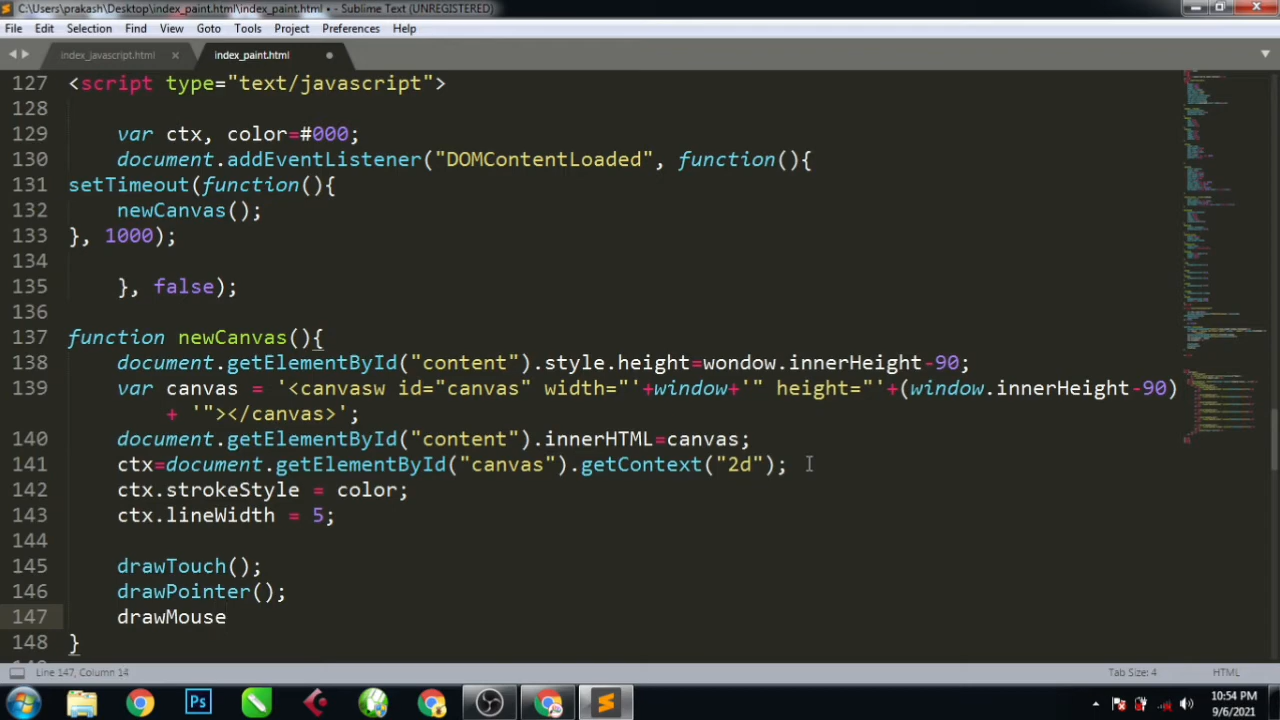 C:\Users\prakash\Desktop\index_paint.html\index_paint.html • - Sublime Text (UNREGISTERED)
File Edit Selection Find View Goto Tools Project Preferences Help
index_javascript.html × index_paint.html
127 <script type="text/javascript">
128
129 var ctx, color=#000;
130 document.addEventListener("DOMContentLoaded", function(){
131 setTimeout(function(){
132 newCanvas();
133 }, 1000);
134
135 }, false);
136
137 function newCanvas(){
138 document.getElementById("content").style.height=wondow.innerHeight-90;
139 var canvas = '<canvasw id="canvas" width="'+window+'" height="'+(window.innerHeight-90)
+ '"></canvas>';
140 document.getElementById("content").innerHTML=canvas;
141 ctx=document.getElementById("canvas").getContext("2d");
142 ctx.strokeStyle = color;
143 ctx.lineWidth = 5;
144
145 drawTouch();
146 drawPointer();
147 drawMouse
148 }
Line 147, Column 14 Tab Size: 4 HTML
Ps
10:54 PM
9/6/2021